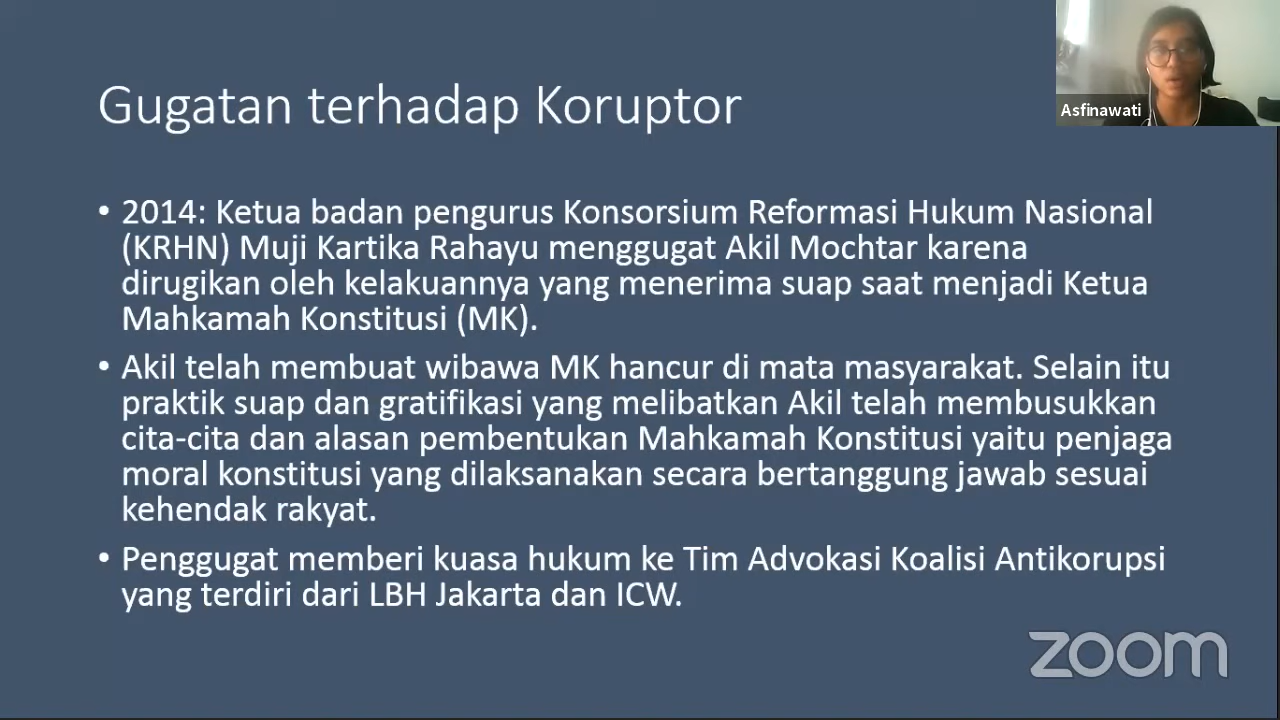 Gugatan terhadap Koruptor
Asfinawati
• 2014: Ketua badan pengurus Konsorsium Reformasi Hukum Nasional
(KRHN) Muji Kartika Rahayu menggugat Akil Mochtar karena
dirugikan oleh kelakuannya yang menerima suap saat menjadi Ketua
Mahkamah Konstitusi (MK).
• Akil telah membuat wibawa MK hancur di mata masyarakat. Selain itu
praktik suap dan gratifikasi yang melibatkan Akil telah membusukkan
cita-cita dan alasan pembentukan Mahkamah Konstitusi yaitu penjaga
moral konstitusi yang dilaksanakan secara bertanggung jawab sesuai
kehendak rakyat.
• Penggugat memberi kuasa hukum ke Tim Advokasi Koalisi Antikorupsi
yang terdiri dari LBH Jakarta dan ICW.
zoom